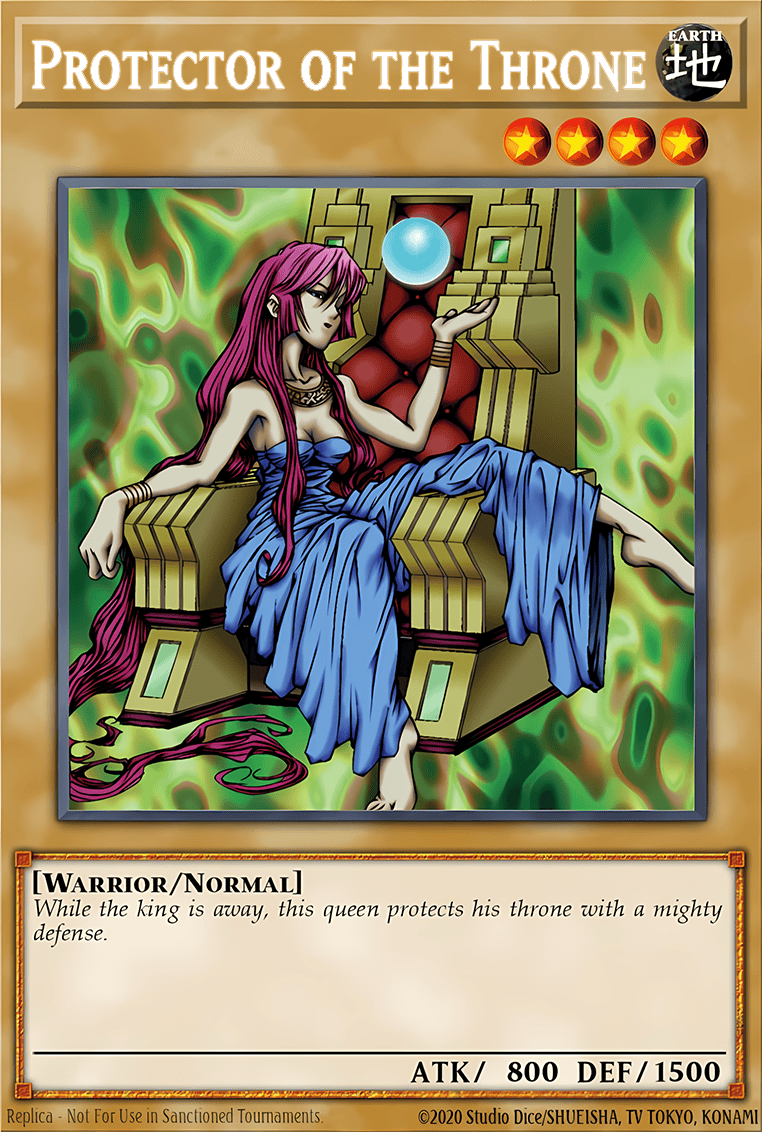 Protector of the Throne
EARTH
地
[Warrior/Normal]
While the king is away, this queen protects his throne with a mighty
defense.
ATK/ 800 DEF/1500
Replica - Not For Use in Sanctioned Tournaments.
©2020 Studio Dice/SHUEISHA, TV TOKYO, KONAMI